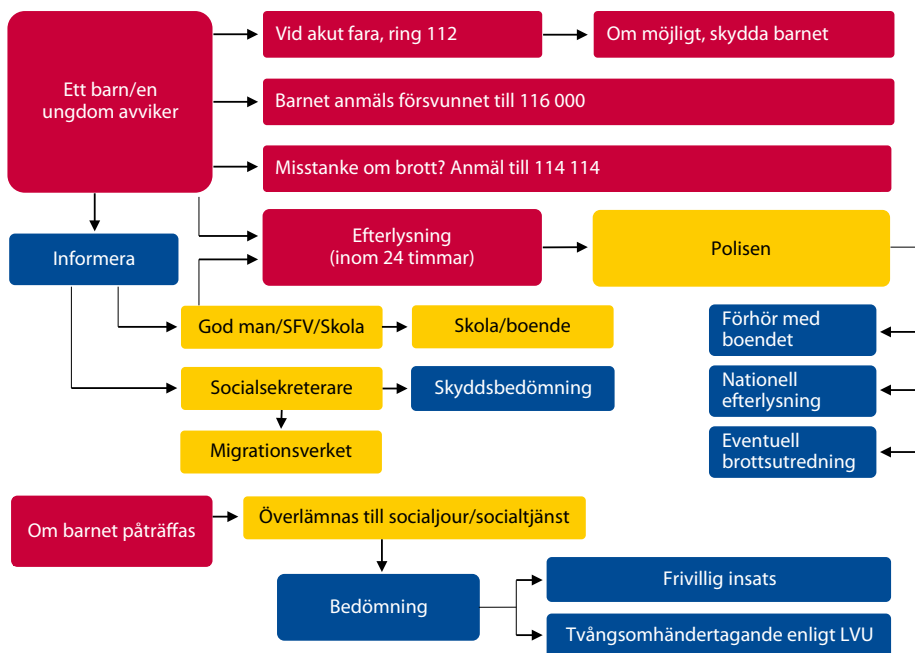 Ett barn/en
ungdom avviker
Vid akut fara, ring 112
Om möjligt, skydda barnet
Barnet anmäls försvunnet till 116 000
Misstanke om brott? Anmäl till 114 114
Efterlysning
(inom 24 timmar)
Polisen
Informera
God man/SFV/Skola
Skola/boende
Förhör med
boendet
Socialsekreterare
Skyddsbedömning
Nationell
efterlysning
Migrationsverket
Eventuell
brottsutredning
Om barnet påträffas
Överlämnas till socialjour/socialtjänst
Bedömning
Frivillig insats
Tvångsomhändertagande enligt LVU